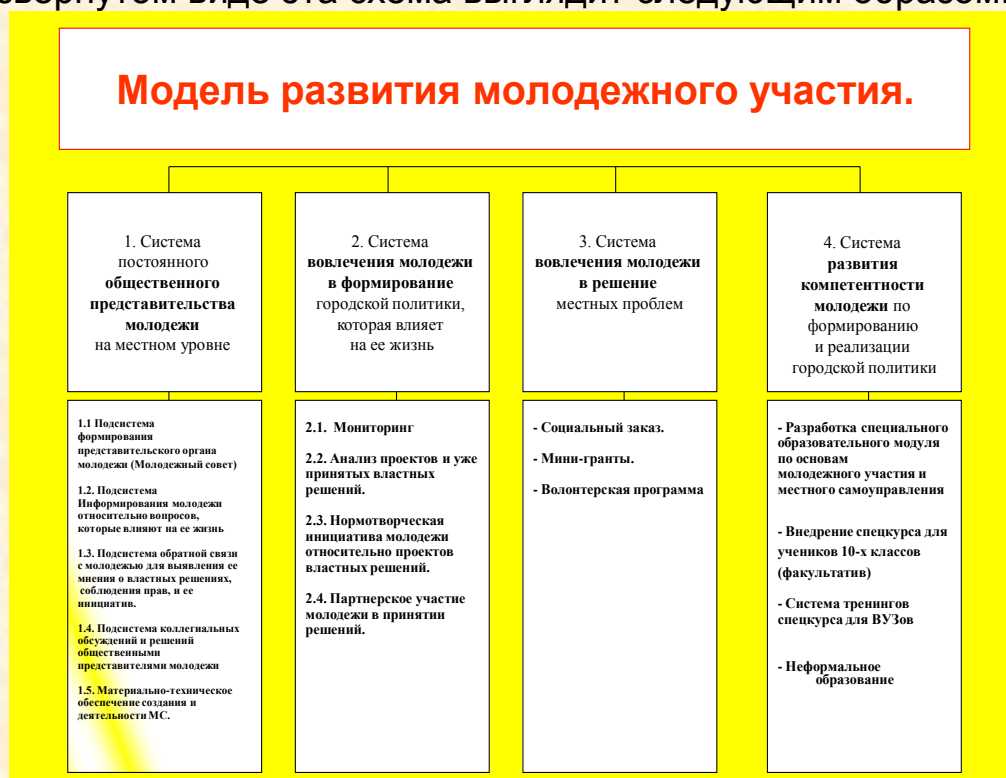 свернутом виде эта схема выглядит следующим образом:
Модель развития молодежного участия.
1. Система
постоянного
общественного
представительства
молодежи
на местном уровне
2. Система
вовлечения молодежи
в формирование
городской политики,
которая влияет
на ее жизнь
3. Система
вовлечения молодежи
в решение
местных проблем
4. Система
развития
компетентности
молодежи по
формированию
и реализации
городской политики
1.1 Подсистема
формирования
представительского органа
молодежи (Молодежный совет)
1.2. Подсистема
Информирования молодежи
относительно вопросов,
которые влияют на ее жизнь
1.3. Подсистема обратной связи
с молодежью для выявления ее
мнения о властных решениях,
соблюдения прав, и ее
инициатив.
1.4. Подсистема коллегиальных
обсуждений и решений
общественными
представителями молодежи
1.5. Материально-техническое
обеспечение создания и
деятельности МС.
2.1. Мониторинг
2.2. Анализ проектов и уже
принятых властных
решений.
2.3. Нормотворческая
инициатива молодежи
относительно проектов
властных решений.
2.4. Партнерское участие
молодежи в принятии
решений.
- Социальный заказ.
- Мини-гранты.
- Волонтерская программа
- Разработка специального
образовательного модуля
по основам
молодежного участия и
местного самоуправления
- Внедрение спецкурса для
учеников 10-х классов
(факультатив)
- Система тренингов
спецкурса для ВУЗов
- Неформальное
образование